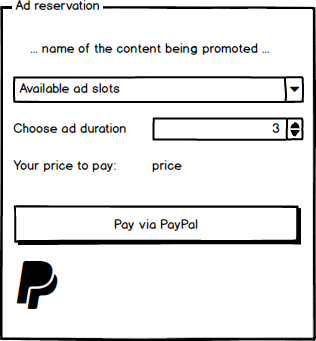 Ad reservation
... name of the content being promoted ...
Available ad slots
Choose ad duration 3
Your price to pay: price
Pay via PayPal